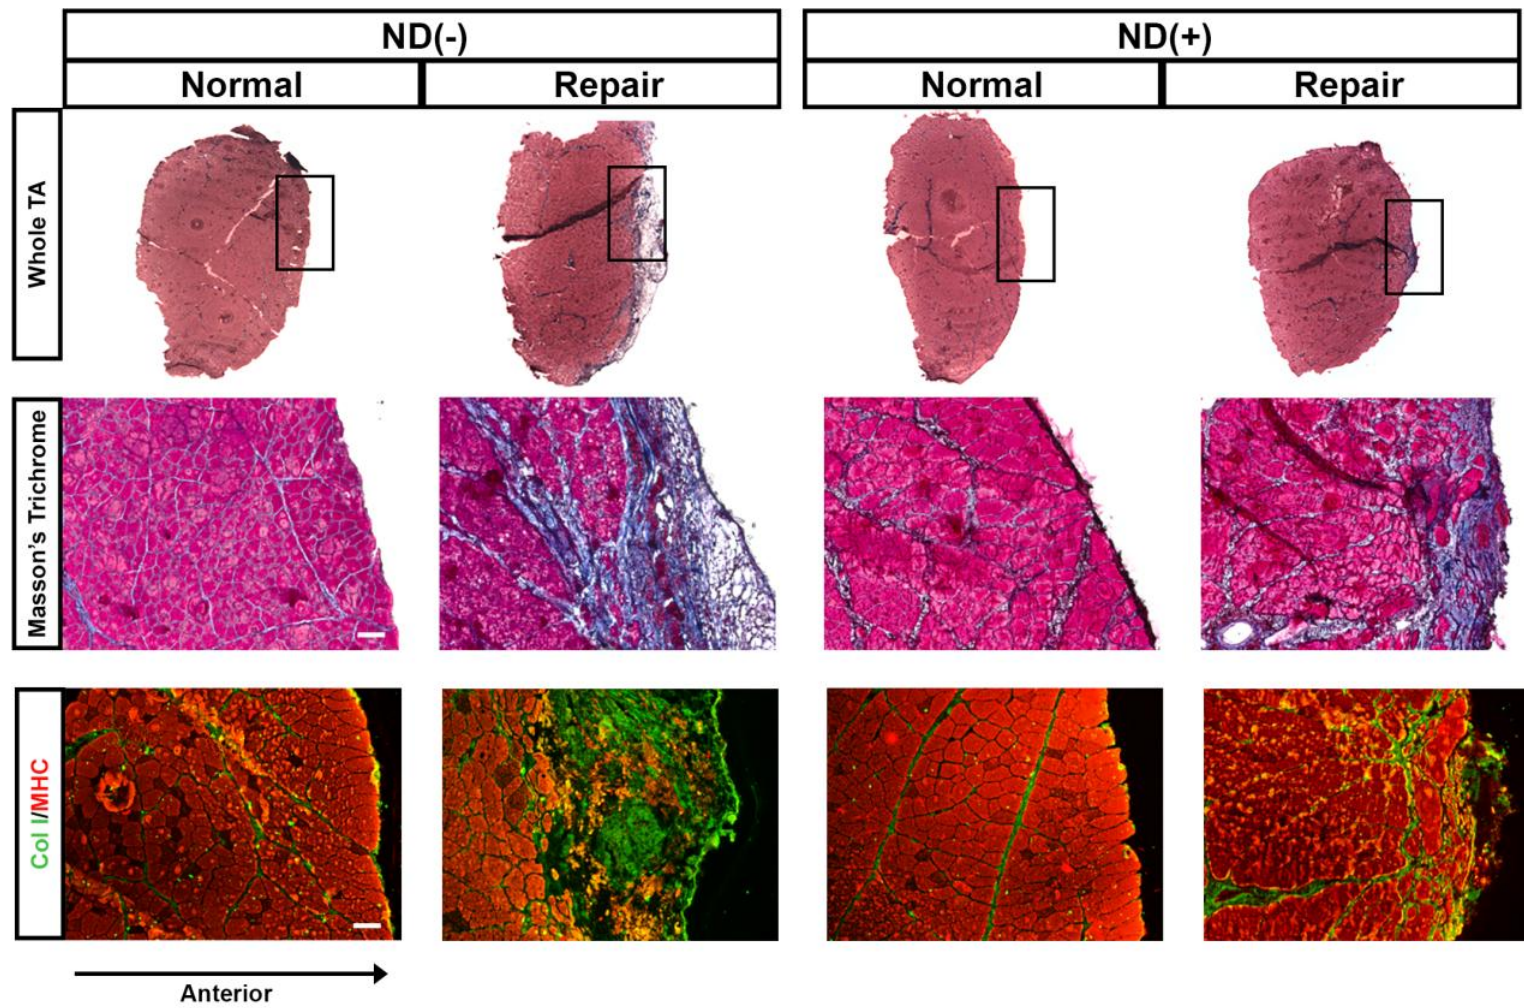 ND(-)
ND(+)
Normal
Repair
Normal
Repair
Whole TA
Masson's Trichrome
Col I/MHC
Anterior